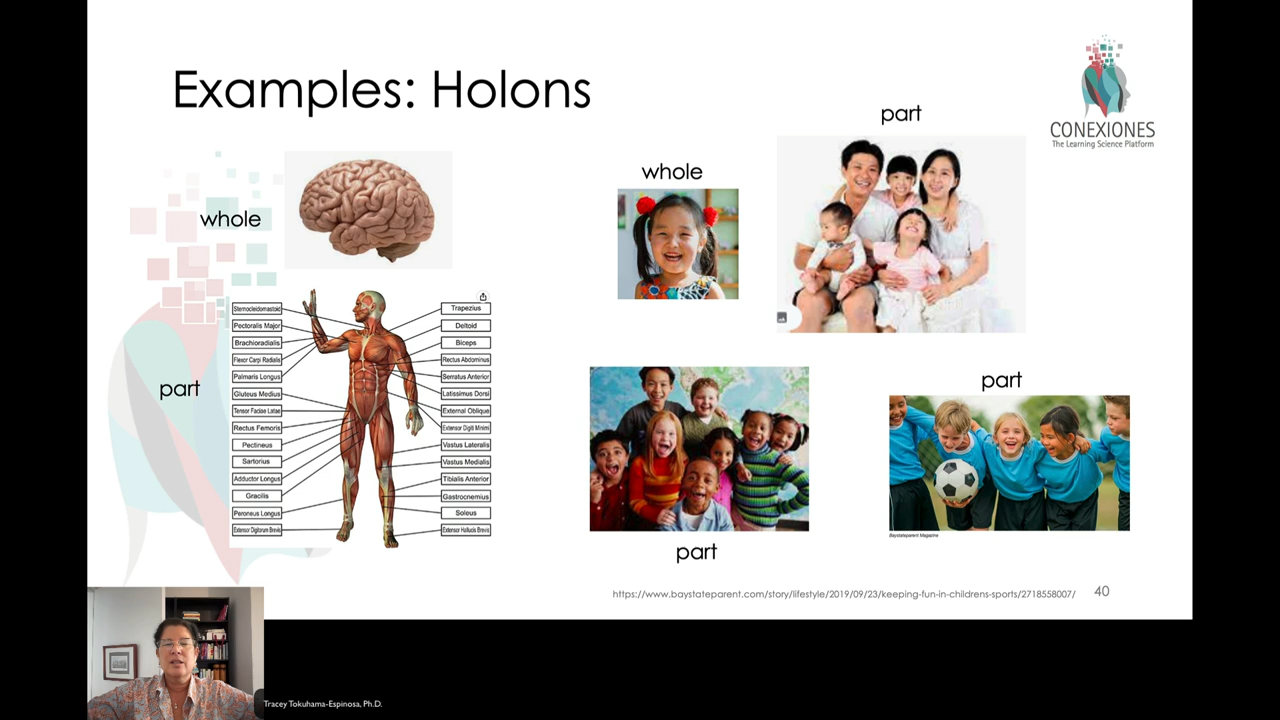 Examples: Holons
CONEXIONES
The Learning Science Platform
part
whole
whole
part
Sternocleidomastoid
Pectoralis Major
Brachioradialis
Flexor Carpi Radialis
Palmaris Longus
Gluteus Medius
Tensor Faciae Latae
Rectus Femoris
Pectineus
Sartorius
Adductor Longus
Gracilis
Peroneus Longus
Extensor Digitorum Brevis
Trapezius
Deltoid
Biceps
Rectus Abdominus
Serratus Anterior
Latissimus Dorsi
External Oblique
Extensor Digiti Minimi
Vastus Lateralis
Vastus Medialis
Tibialis Anterior
Gastrocnemius
Soleus
Extensor Hallucis Brevis
part
part
Baystateparent Magazine
https://www.baystateparent.com/story/lifestyle/2019/09/23/keeping-fun-in-childrens-sports/2718558007/
40
Tracey Tokuhama-Espinosa, Ph.D.